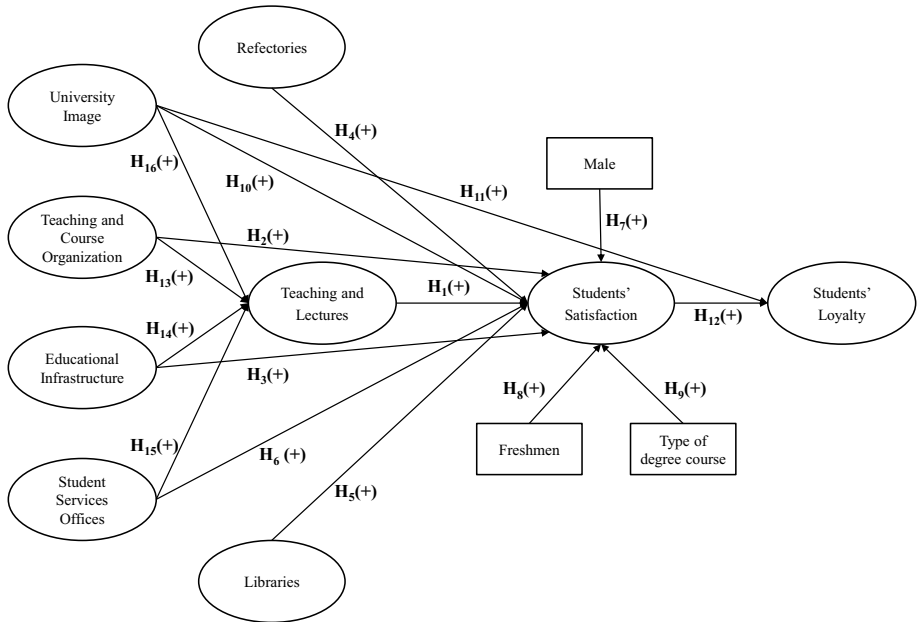 Refectories
University
Image
H₄(+)
Male
H₁₆(+)
H₁₀(+)
H₁₁(+)
H₇(+)
Teaching and
Course
Organization
H₂(+)
H₁₃(+)
Teaching and
Lectures
H₁(+)
Students’
Satisfaction
H₁₂(+)
Students’
Loyalty
H₁₄(+)
Educational
Infrastructure
H₃(+)
H₈(+)
H₉(+)
Freshmen
Type of
degree course
H₁₅(+)
H₆ (+)
H₅(+)
Student
Services
Offices
Libraries